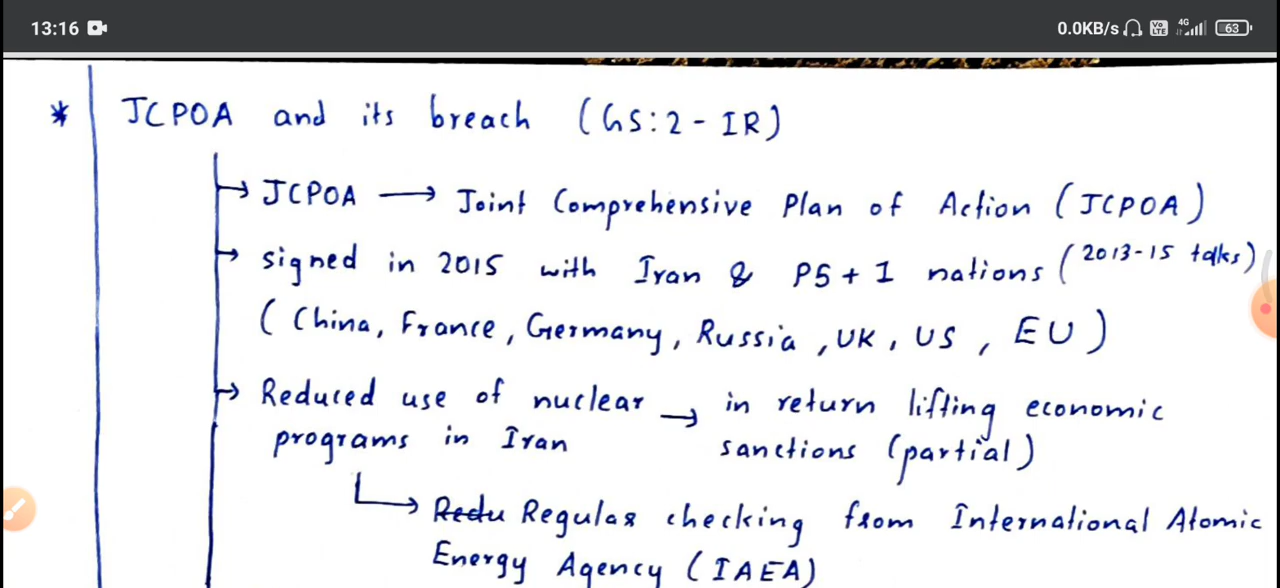 13:16 0.0KB/s Vo LTE 4G 63
* JCPOA and its breach (GS:2 - IR)
→ JCPOA → Joint Comprehensive Plan of Action (JCPOA)
→ signed in 2015 with Iran & P5 + 1 nations (2013-15 talks)
(China, France, Germany, Russia, UK, US, EU)
→ Reduced use of nuclear → in return lifting economic
programs in Iran sanctions (partial)
→ Redu Regular checking from International Atomic
Energy Agency (IAEA)